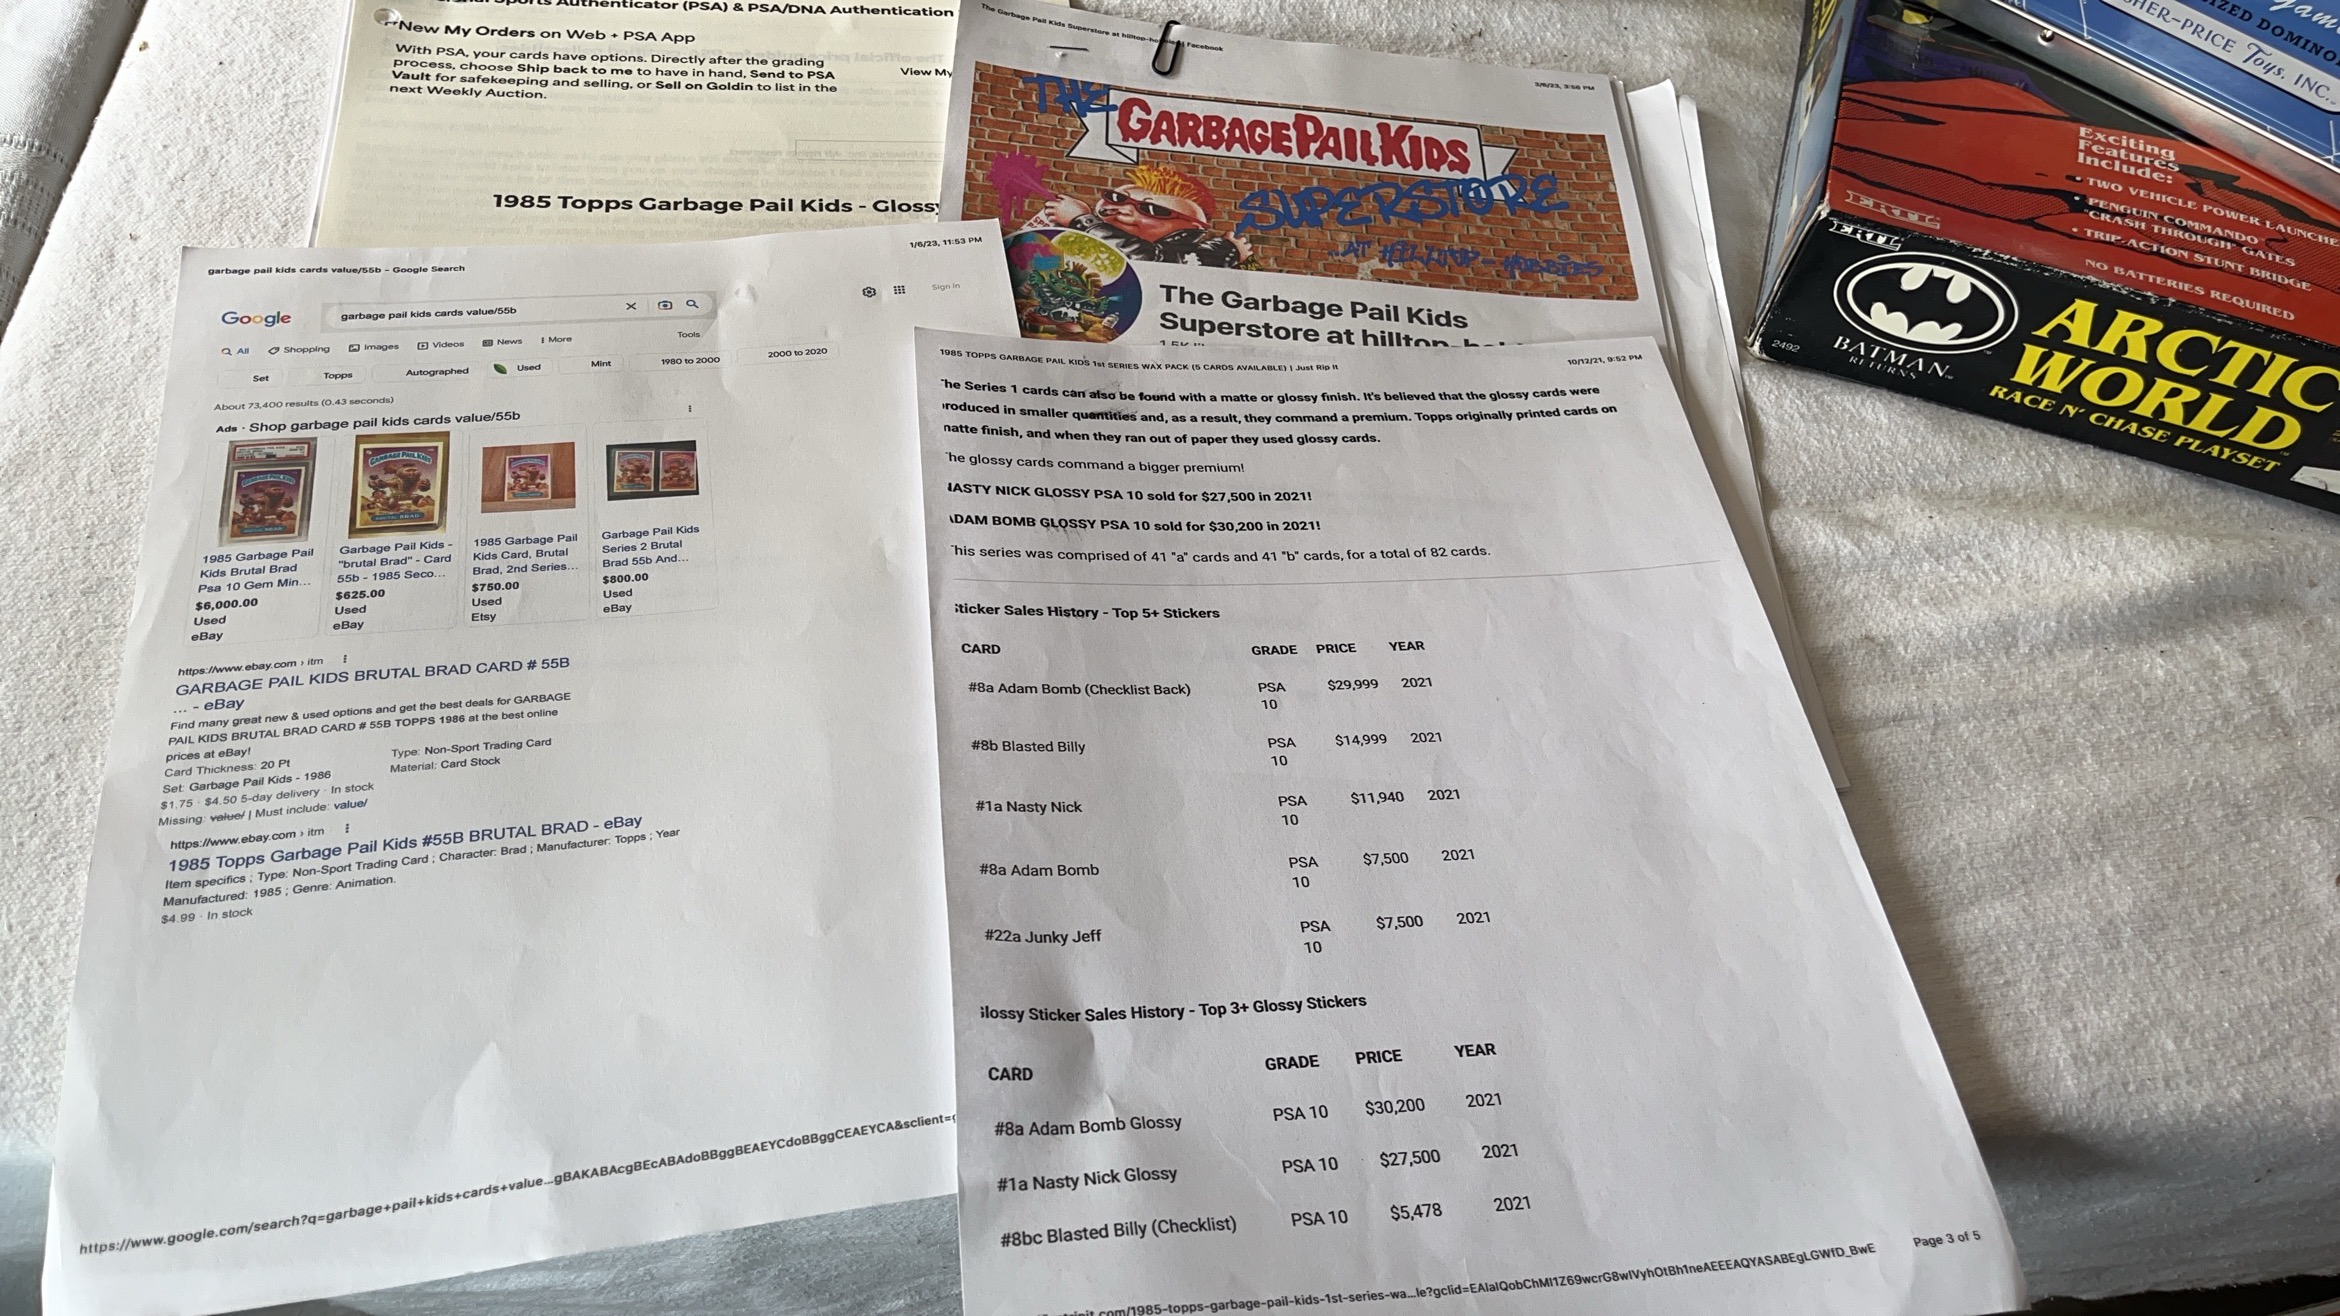 Authenticator (PSA) & PSA/DNA Authentication
New My Orders on Web + PSA App
With PSA, your cards have options. Directly after the grading
process, choose Ship back to me to have in hand, Send to PSA
Vault for safekeeping and selling, or Sell on Goldin to list in the
next Weekly Auction.
View My
1985 Topps Garbage Pail Kids - Glossy
The Garbage Pail Kids Superstore at hilltop-ho | Facebook
3/6/23, 3:56 PM
THE
GARBAGE PAIL KIDS
SUPERSTORE
...AT HILLTOP-HOBBIES
The Garbage Pail Kids
Superstore at hilltop-
garbage pail kids cards value/55b - Google Search
1/6/23, 11:53 PM
Google
garbage pail kids cards value/55b
Sign in
All Shopping Images Videos News More
Tools
Set Topps Autographed Used Mint 1980 to 2000 2000 to 2020
About 73,400 results (0.43 seconds)
Ads · Shop garbage pail kids cards value/55b
1985 Garbage Pail
Kids Brutal Brad
Psa 10 Gem Min...
$6,000.00
Used
eBay
Garbage Pail Kids -
"brutal Brad" - Card
55b - 1985 Seco...
$625.00
Used
eBay
1985 Garbage Pail
Kids Card, Brutal
Brad, 2nd Series...
$750.00
Used
Etsy
Garbage Pail Kids
Series 2 Brutal
Brad 55b And...
$800.00
Used
eBay
https://www.ebay.com › itm
GARBAGE PAIL KIDS BRUTAL BRAD CARD # 55B
... - eBay
Find many great new & used options and get the best deals for GARBAGE
PAIL KIDS BRUTAL BRAD CARD # 55B TOPPS 1986 at the best online
prices at eBay!
Card Thickness: 20 Pt
Type: Non-Sport Trading Card
Set: Garbage Pail Kids - 1986
Material: Card Stock
$1.75 · $4.50 5-day delivery · In stock
Missing: value/ | Must include: value/
https://www.ebay.com › itm
1985 Topps Garbage Pail Kids #55B BRUTAL BRAD - eBay
Item specifics ; Type: Non-Sport Trading Card ; Character: Brad ; Manufacturer: Topps ; Year
Manufactured: 1985 ; Genre: Animation.
$4.99 · In stock
https://www.google.com/search?q=garbage+pail+kids+cards+value...gBAKABAcgBEcABAdoBBggBEAEYCdoBBggCEAEYCA&sclient=g
1985 TOPPS GARBAGE PAIL KIDS 1st SERIES WAX PACK (5 CARDS AVAILABLE) | Just Rip It
10/12/21, 9:52 PM
he Series 1 cards can also be found with a matte or glossy finish. It's believed that the glossy cards were
roduced in smaller quantities and, as a result, they command a premium. Topps originally printed cards on
natte finish, and when they ran out of paper they used glossy cards.
he glossy cards command a bigger premium!
ASTY NICK GLOSSY PSA 10 sold for $27,500 in 2021!
DAM BOMB GLOSSY PSA 10 sold for $30,200 in 2021!
his series was comprised of 41 "a" cards and 41 "b" cards, for a total of 82 cards.
Sticker Sales History - Top 5+ Stickers
CARD GRADE PRICE YEAR
#8a Adam Bomb (Checklist Back) PSA 10 $29,999 2021
#8b Blasted Billy PSA 10 $14,999 2021
#1a Nasty Nick PSA 10 $11,940 2021
#8a Adam Bomb PSA 10 $7,500 2021
#22a Junky Jeff PSA 10 $7,500 2021
Glossy Sticker Sales History - Top 3+ Glossy Stickers
CARD GRADE PRICE YEAR
#8a Adam Bomb Glossy PSA 10 $30,200 2021
#1a Nasty Nick Glossy PSA 10 $27,500 2021
#8bc Blasted Billy (Checklist) PSA 10 $5,478 2021
.com/1985-topps-garbage-pail-kids-1st-series-wa...le?gclid=EAIaIQobChMI1Z69wcrG8wIVyhOtBh1neAEEEAQYASABEgLGWfD_BwE
Page 3 of 5
HER-PRICE Toys, INC.
IZED DOMINO
Exciting
Features
Include:
• TWO VEHICLE POWER LAUNCHE
• PENGUIN COMMANDO
"CRASH THROUGH" GATES
• TRIP-ACTION STUNT BRIDGE
NO BATTERIES REQUIRED
ERTL
ERTL
2492
BATMAN
RETURNS
ARCTIC
WORLD
RACE N' CHASE PLAYSET